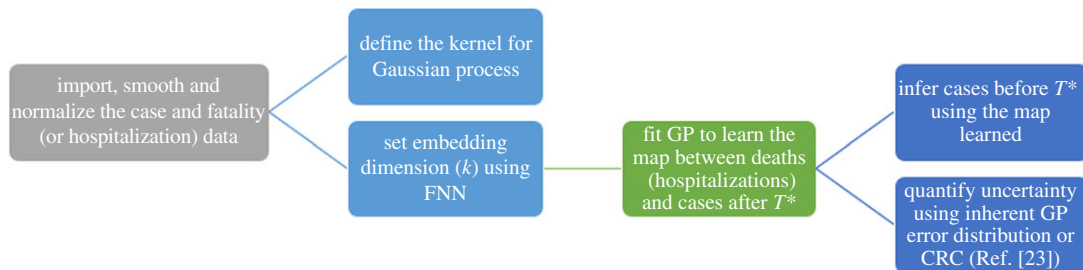 import, smooth and
normalize the case and fatality
(or hospitalization) data
define the kernel for
Gaussian process
set embedding
dimension (k) using
FNN
fit GP to learn the
map between deaths
(hospitalizations)
and cases after T*
infer cases before T*
using the map
learned
quantify uncertainty
using inherent GP
error distribution or
CRC (Ref. [23])